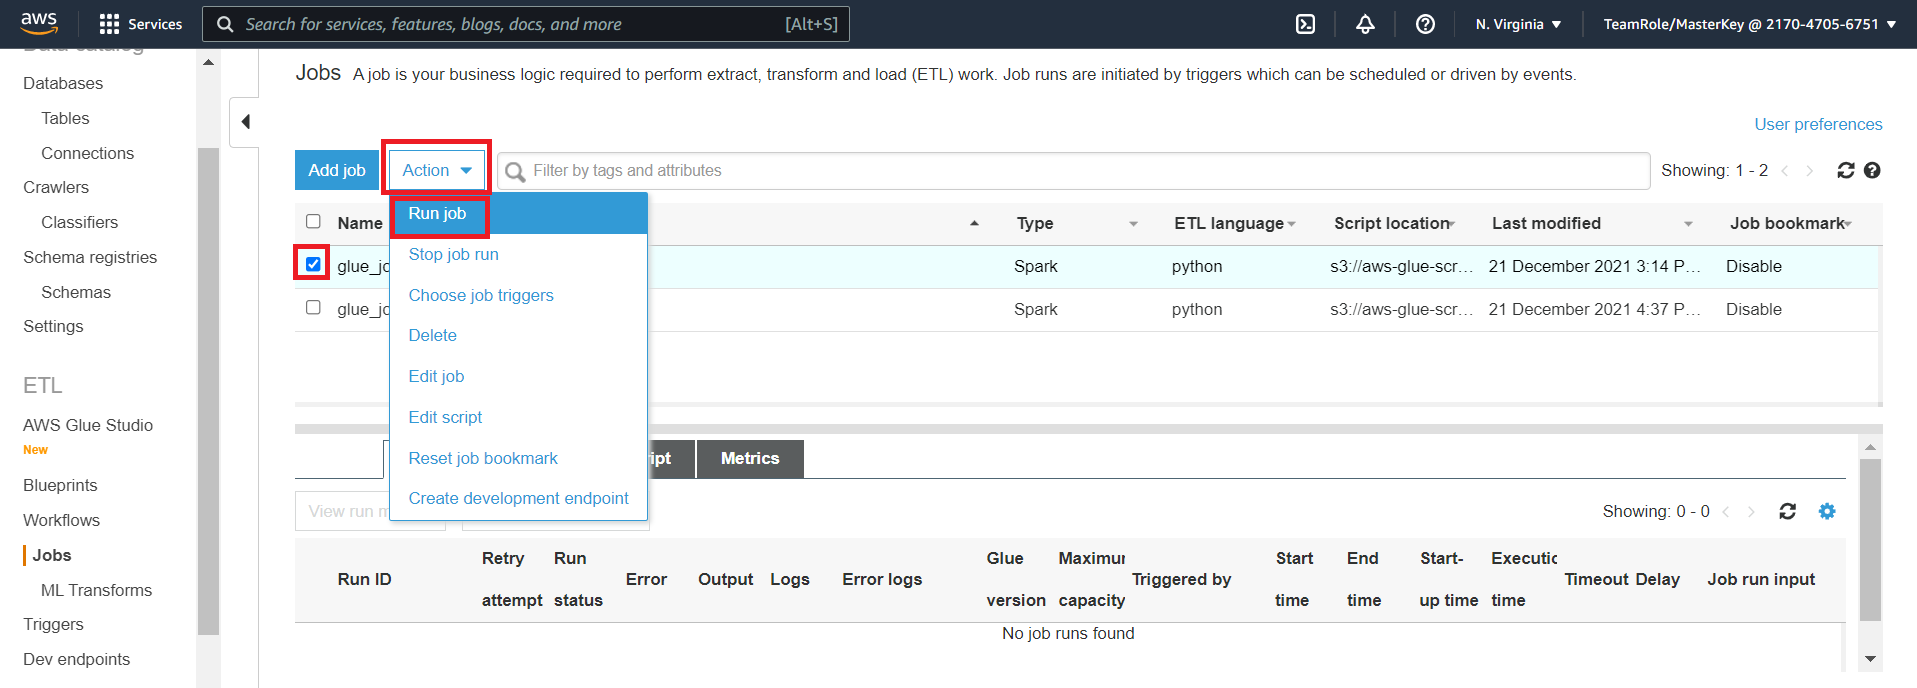 aws
Services
Search for services, features, blogs, docs, and more
[Alt+S]
N. Virginia
TeamRole/MasterKey @ 2170-4705-6751
Data catalog
Databases
Tables
Connections
Crawlers
Classifiers
Schema registries
Schemas
Settings
ETL
AWS Glue Studio
New
Blueprints
Workflows
Jobs
ML Transforms
Triggers
Dev endpoints
Jobs A job is your business logic required to perform extract, transform and load (ETL) work. Job runs are initiated by triggers which can be scheduled or driven by events.
User preferences
Add job
Action
Filter by tags and attributes
Showing: 1 - 2
Name Type ETL language Script location Last modified Job bookmark
glue_jo Spark python s3://aws-glue-scr… 21 December 2021 3:14 P… Disable
glue_jo Spark python s3://aws-glue-scr… 21 December 2021 4:37 P… Disable
Run job
Stop job run
Choose job triggers
Delete
Edit job
Edit script
Reset job bookmark
Create development endpoint
ipt
Metrics
View run m
Showing: 0 - 0
Run ID Retry attempt Run status Error Output Logs Error logs Glue version Maximum capacity Triggered by Start time End time Start-up time Executio time Timeout Delay Job run input
No job runs found